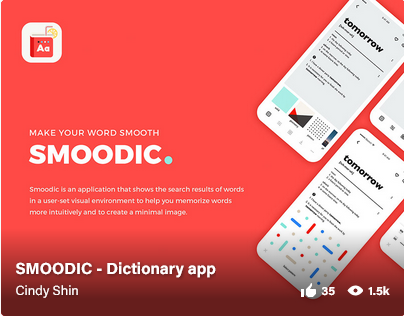 Aa
MAKE YOUR WORD SMOOTH
SMOODIC.
Smoodic is an application that shows the search results of words
in a user-set visual environment to help you memorize words
more intuitively and to create a minimal image.
tomorrow
tomorrow
SMOODIC - Dictionary app
Cindy Shin
35
1.5k